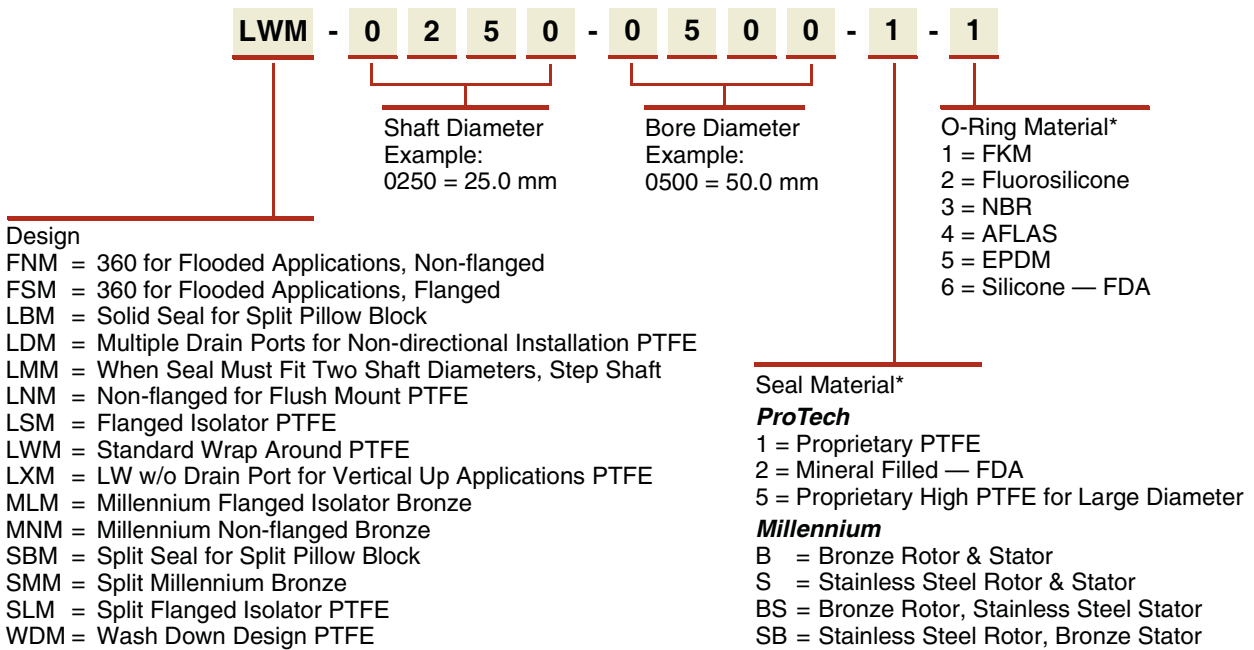 LWM - 0 2 5 0 - 0 5 0 0 - 1 - 1
Shaft Diameter
Example:
0250 = 25.0 mm
Bore Diameter
Example:
0500 = 50.0 mm
O-Ring Material*
1 = FKM
2 = Fluorosilicone
3 = NBR
4 = AFLAS
5 = EPDM
6 = Silicone — FDA
Design
FNM = 360 for Flooded Applications, Non-flanged
FSM = 360 for Flooded Applications, Flanged
LBM = Solid Seal for Split Pillow Block
LDM = Multiple Drain Ports for Non-directional Installation PTFE
LMM = When Seal Must Fit Two Shaft Diameters, Step Shaft
LNM = Non-flanged for Flush Mount PTFE
LSM = Flanged Isolator PTFE
LWM = Standard Wrap Around PTFE
LXM = LW w/o Drain Port for Vertical Up Applications PTFE
MLM = Millennium Flanged Isolator Bronze
MNM = Millennium Non-flanged Bronze
SBM = Split Seal for Split Pillow Block
SMM = Split Millennium Bronze
SLM = Split Flanged Isolator PTFE
WDM = Wash Down Design PTFE
Seal Material*
ProTech
1 = Proprietary PTFE
2 = Mineral Filled — FDA
5 = Proprietary High PTFE for Large Diameter
Millennium
B = Bronze Rotor & Stator
S = Stainless Steel Rotor & Stator
BS = Bronze Rotor, Stainless Steel Stator
SB = Stainless Steel Rotor, Bronze Stator